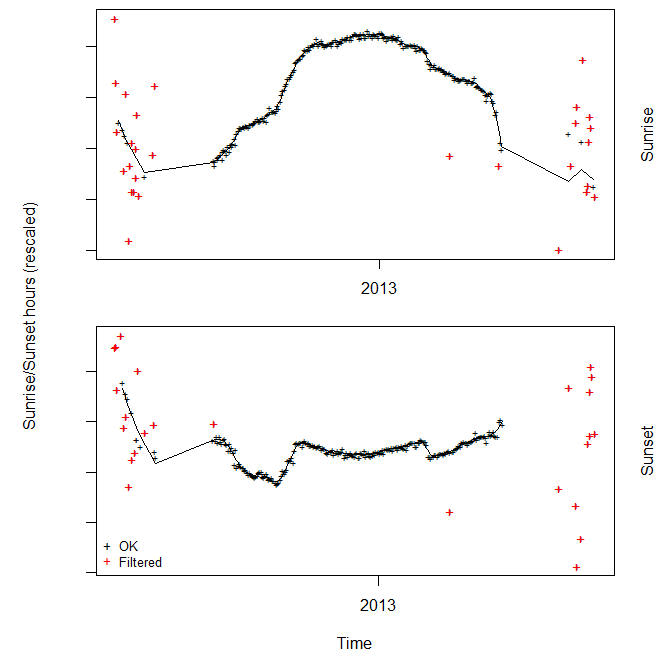 Sunrise/Sunset hours (rescaled)
Sunrise
2013
Sunset
+ OK
+ Filtered
2013
Time